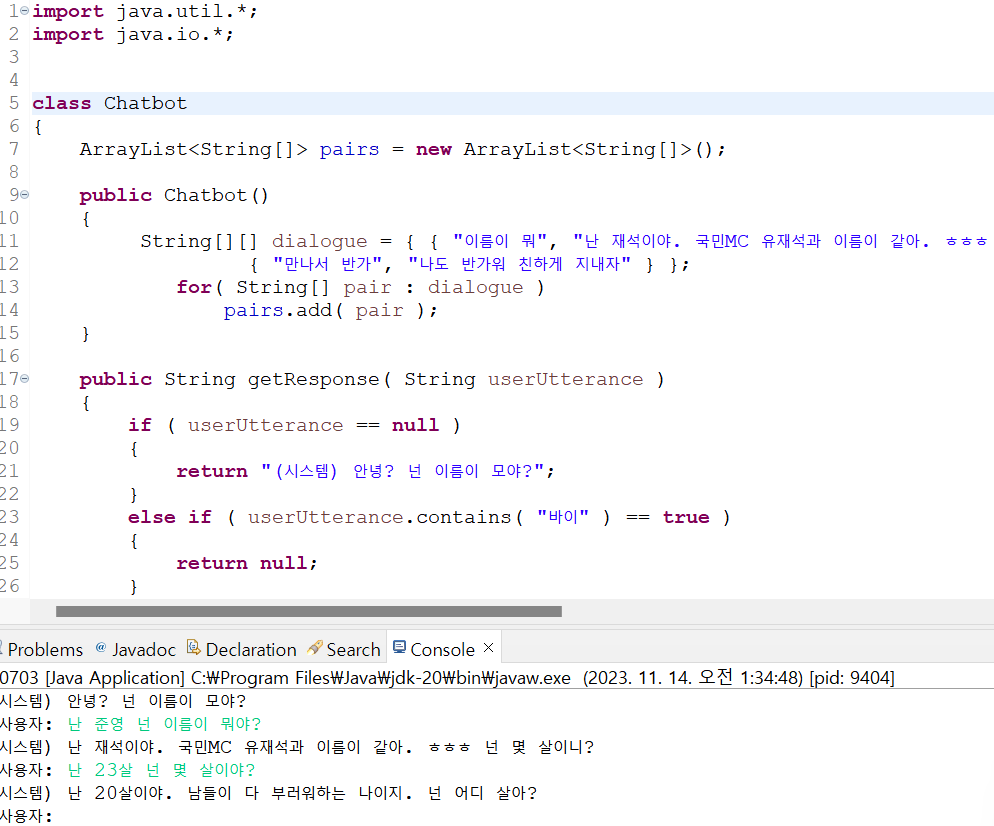 1 import java.util.*;
2 import java.io.*;
3
4
5 class Chatbot
6 {
7 ArrayList<String[]> pairs = new ArrayList<String[]>();
8
9 public Chatbot()
10 {
11 String[][] dialogue = { { "이름이 뭐", "난 재석이야. 국민MC 유재석과 이름이 같아. ㅎㅎㅎ
12 { "만나서 반가", "나도 반가워 친하게 지내자" } };
13 for( String[] pair : dialogue )
14 pairs.add( pair );
15 }
16
17 public String getResponse( String userUtterance )
18 {
19 if ( userUtterance == null )
20 {
21 return "(시스템) 안녕? 넌 이름이 모야?";
22 }
23 else if ( userUtterance.contains( "바이" ) == true )
24 {
25 return null;
26 }
Problems @ Javadoc Declaration Search Console ×
0703 [Java Application] C:₩Program Files₩Java₩jdk-20₩bin₩javaw.exe (2023. 11. 14. 오전 1:34:48) [pid: 9404]
시스템) 안녕? 넌 이름이 모야?
사용자: 난 준영 넌 이름이 뭐야?
시스템) 난 재석이야. 국민MC 유재석과 이름이 같아. ㅎㅎㅎ 넌 몇 살이니?
사용자: 난 23살 넌 몇 살이야?
시스템) 난 20살이야. 남들이 다 부러워하는 나이지. 넌 어디 살아?
사용자: